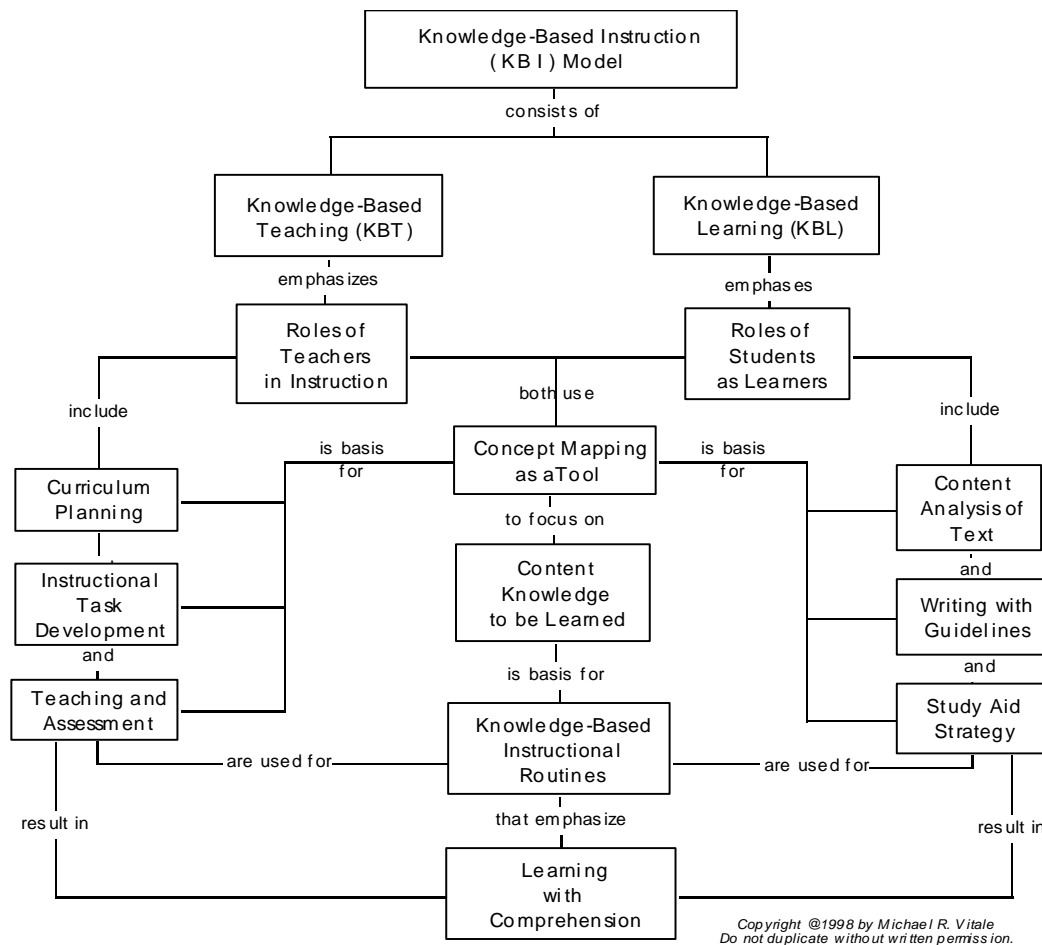 Knowledge-Based Instruction
(KBI) Model
consists of
Knowledge-Based
Teaching (KBT)
Knowledge-Based
Learning (KBL)
emphasizes
emphases
Roles of
Teachers
in Instruction
Roles of
Students
as Learners
include
both use
include
is basis
for
Concept Mapping
as aTool
is basis
for
Curriculum
Planning
Content
Analysis of
Text
to focus on
Instructional
Task
Development
Content
Knowledge
to be Learned
and
Writing with
Guidelines
and
and
is basis for
Teaching and
Assessment
Knowledge-Based
Instructional
Routines
Study Aid
Strategy
are used for
are used for
result in
that emphasize
result in
Learning
with
Comprehension
Copyright @1998 by Michael R. Vitale
Do not duplicate without written permission.